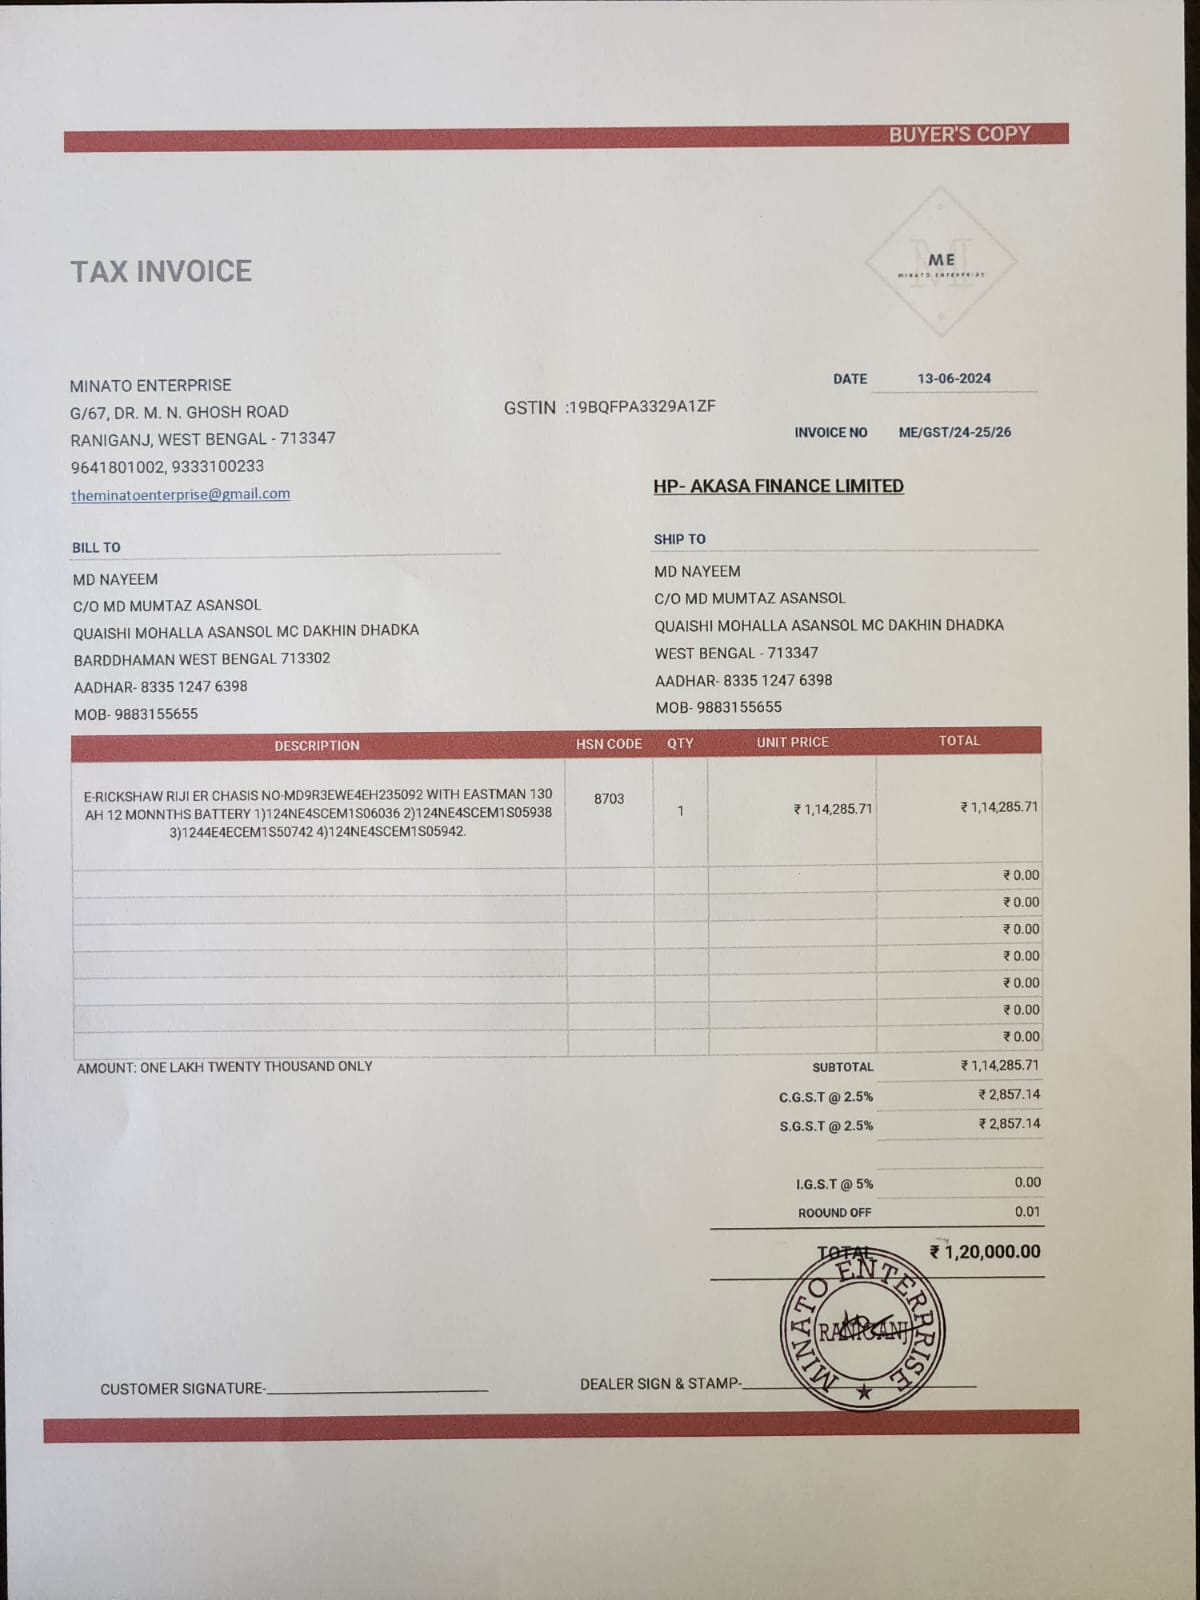 BUYER'S COPY
ME
MINATO ENTERPRISE
TAX INVOICE
MINATO ENTERPRISE
G/67, DR. M. N. GHOSH ROAD
RANIGANJ, WEST BENGAL - 713347
9641801002, 9333100233
theminatoenterprise@gmail.com
GSTIN :19BQFPA3329A1ZF
DATE 13-06-2024
INVOICE NO ME/GST/24-25/26
HP- AKASA FINANCE LIMITED
BILL TO
MD NAYEEM
C/O MD MUMTAZ ASANSOL
QUAISHI MOHALLA ASANSOL MC DAKHIN DHADKA
BARDDHAMAN WEST BENGAL 713302
AADHAR- 8335 1247 6398
MOB- 9883155655
SHIP TO
MD NAYEEM
C/O MD MUMTAZ ASANSOL
QUAISHI MOHALLA ASANSOL MC DAKHIN DHADKA
WEST BENGAL - 713347
AADHAR- 8335 1247 6398
MOB- 9883155655
DESCRIPTION HSN CODE QTY UNIT PRICE TOTAL
E-RICKSHAW RIJI ER CHASIS NO-MD9R3EWE4EH235092 WITH EASTMAN 130
AH 12 MONNTHS BATTERY 1)124NE4SCEM1S06036 2)124NE4SCEM1S05938
3)1244E4ECEM1S50742 4)124NE4SCEM1S05942.
8703 1 ₹ 1,14,285.71 ₹ 1,14,285.71
₹ 0.00
₹ 0.00
₹ 0.00
₹ 0.00
₹ 0.00
₹ 0.00
₹ 0.00
AMOUNT: ONE LAKH TWENTY THOUSAND ONLY
SUBTOTAL ₹ 1,14,285.71
C.G.S.T @ 2.5% ₹ 2,857.14
S.G.S.T @ 2.5% ₹ 2,857.14
I.G.S.T @ 5% 0.00
ROOUND OFF 0.01
TOTAL ₹ 1,20,000.00
MINATO ENTERPRISE
RANIGANJ
CUSTOMER SIGNATURE-
DEALER SIGN & STAMP-